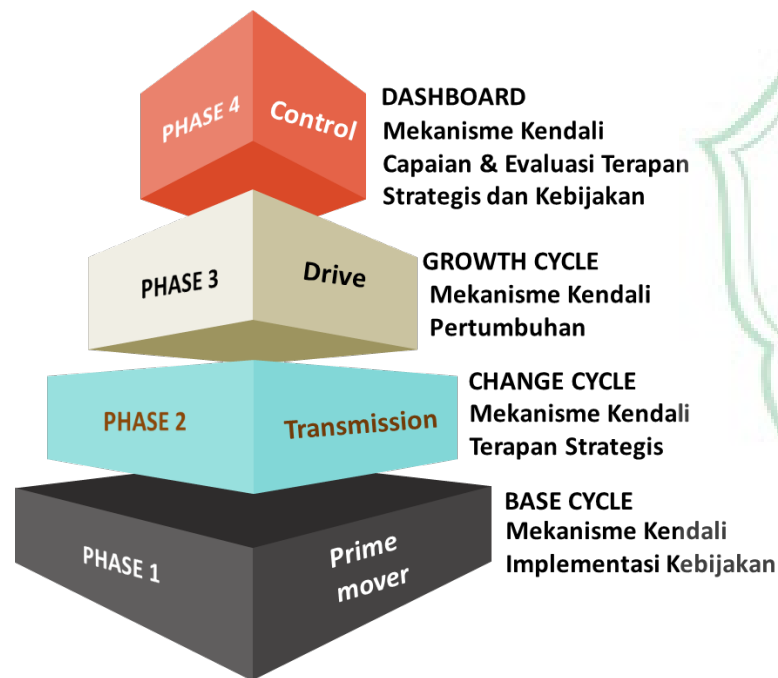 PHASE 4
Control
DASHBOARD
Mekanisme Kendali
Capaian & Evaluasi Terapan
Strategis dan Kebijakan
PHASE 3
Drive
GROWTH CYCLE
Mekanisme Kendali
Pertumbuhan
PHASE 2
Transmission
CHANGE CYCLE
Mekanisme Kendali
Terapan Strategis
PHASE 1
Prime
mover
BASE CYCLE
Mekanisme Kendali
Implementasi Kebijakan